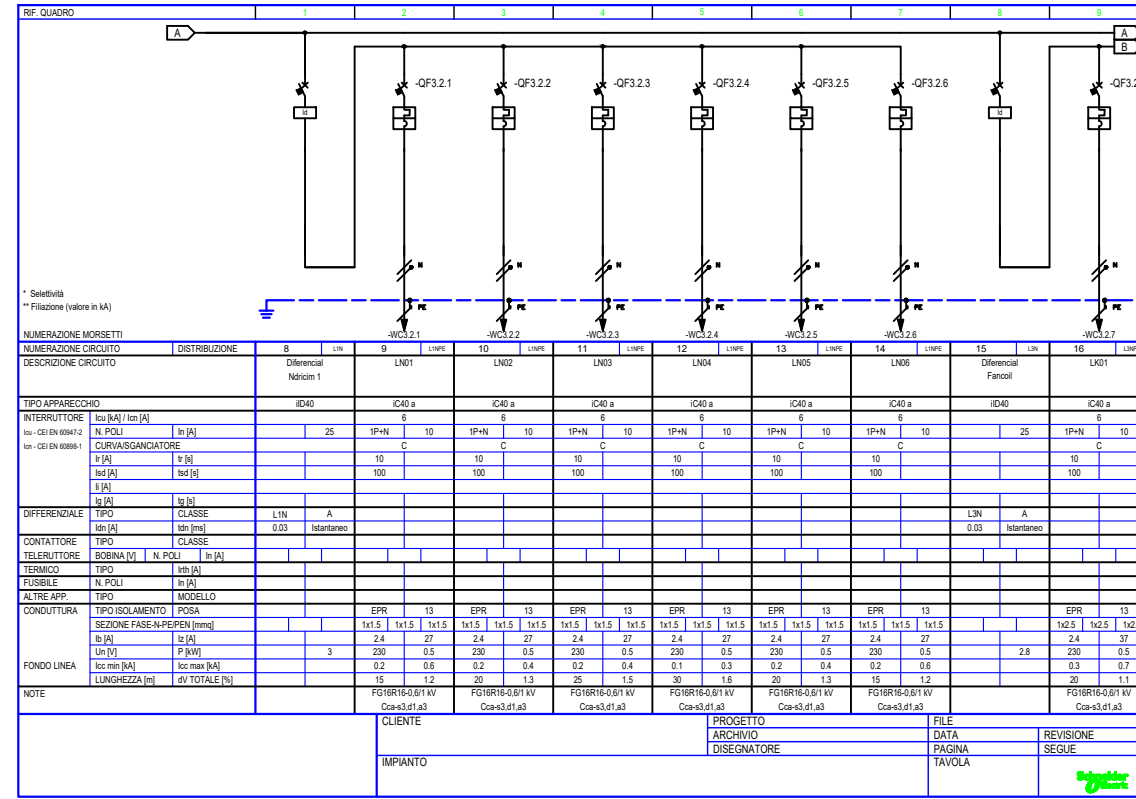 RIF. QUADRO 1 2 3 4 5 6 7 8 9
A A
B
-QF3.2.1 -QF3.2.2 -QF3.2.3 -QF3.2.4 -QF3.2.5 -QF3.2.6 -QF3.2
Id Id
N N N N N N N
* Selettività
** Filiazione (valore in kA)
PE PE PE PE PE PE PE
NUMERAZIONE MORSETTI -WC3.2.1 -WC3.2.2 -WC3.2.3 -WC3.2.4 -WC3.2.5 -WC3.2.6 -WC3.2.7
NUMERAZIONE CIRCUITO DISTRIBUZIONE 8 L1N 9 L1NPE 10 L1NPE 11 L1NPE 12 L1NPE 13 L1NPE 14 L1NPE 15 L3N 16 L3NP
DESCRIZIONE CIRCUITO Diferencial LN01 LN02 LN03 LN04 LN05 LN06 Diferencial LK01
Ndricim 1 Fancoil
TIPO APPARECCHIO iID40 iC40 a iC40 a iC40 a iC40 a iC40 a iC40 a iID40 iC40 a
INTERRUTTORE Icu [kA] / Icn [A] 6 6 6 6 6 6 6
Icu - CEI EN 60947-2 N. POLI In [A] 25 1P+N 10 1P+N 10 1P+N 10 1P+N 10 1P+N 10 1P+N 10 25 1P+N 10
Icn - CEI EN 60898-1 CURVA/SGANCIATORE C C C C C C C
Ir [A] tr [s] 10 10 10 10 10 10 10
Isd [A] tsd [s] 100 100 100 100 100 100 100
Ii [A]
Ig [A] tg [s]
DIFFERENZIALE TIPO CLASSE L1N A L3N A
Idn [A] tdn [ms] 0.03 Istantaneo 0.03 Istantaneo
CONTATTORE TIPO CLASSE
TELERUTTORE BOBINA [V] N. POLI In [A]
TERMICO TIPO Irth [A]
FUSIBILE N. POLI In [A]
ALTRE APP. TIPO MODELLO
CONDUTTURA TIPO ISOLAMENTO POSA EPR 13 EPR 13 EPR 13 EPR 13 EPR 13 EPR 13 EPR 13
SEZIONE FASE-N-PE/PEN [mmq] 1x1.5 1x1.5 1x1.5 1x1.5 1x1.5 1x1.5 1x1.5 1x1.5 1x1.5 1x1.5 1x1.5 1x1.5 1x1.5 1x1.5 1x1.5 1x1.5 1x1.5 1x1.5 1x2.5 1x2.5 1x2
Ib [A] Iz [A] 2.4 27 2.4 27 2.4 27 2.4 27 2.4 27 2.4 27 2.4 37
Un [V] P [kW] 3 230 0.5 230 0.5 230 0.5 230 0.5 230 0.5 230 0.5 2.8 230 0.5
FONDO LINEA Icc min [kA] Icc max [kA] 0.2 0.6 0.2 0.4 0.2 0.4 0.1 0.3 0.2 0.4 0.2 0.6 0.3 0.7
LUNGHEZZA [m] dV TOTALE [%] 15 1.2 20 1.3 25 1.5 30 1.6 20 1.3 15 1.2 20 1.1
NOTE FG16R16-0,6/1 kV FG16R16-0,6/1 kV FG16R16-0,6/1 kV FG16R16-0,6/1 kV FG16R16-0,6/1 kV FG16R16-0,6/1 kV FG16R16-0,6/1 kV
Cca-s3,d1,a3 Cca-s3,d1,a3 Cca-s3,d1,a3 Cca-s3,d1,a3 Cca-s3,d1,a3 Cca-s3,d1,a3 Cca-s3,d1,a3
CLIENTE PROGETTO FILE
ARCHIVIO DATA REVISIONE
DISEGNATORE PAGINA SEGUE
IMPIANTO TAVOLA
Schneider
Electric